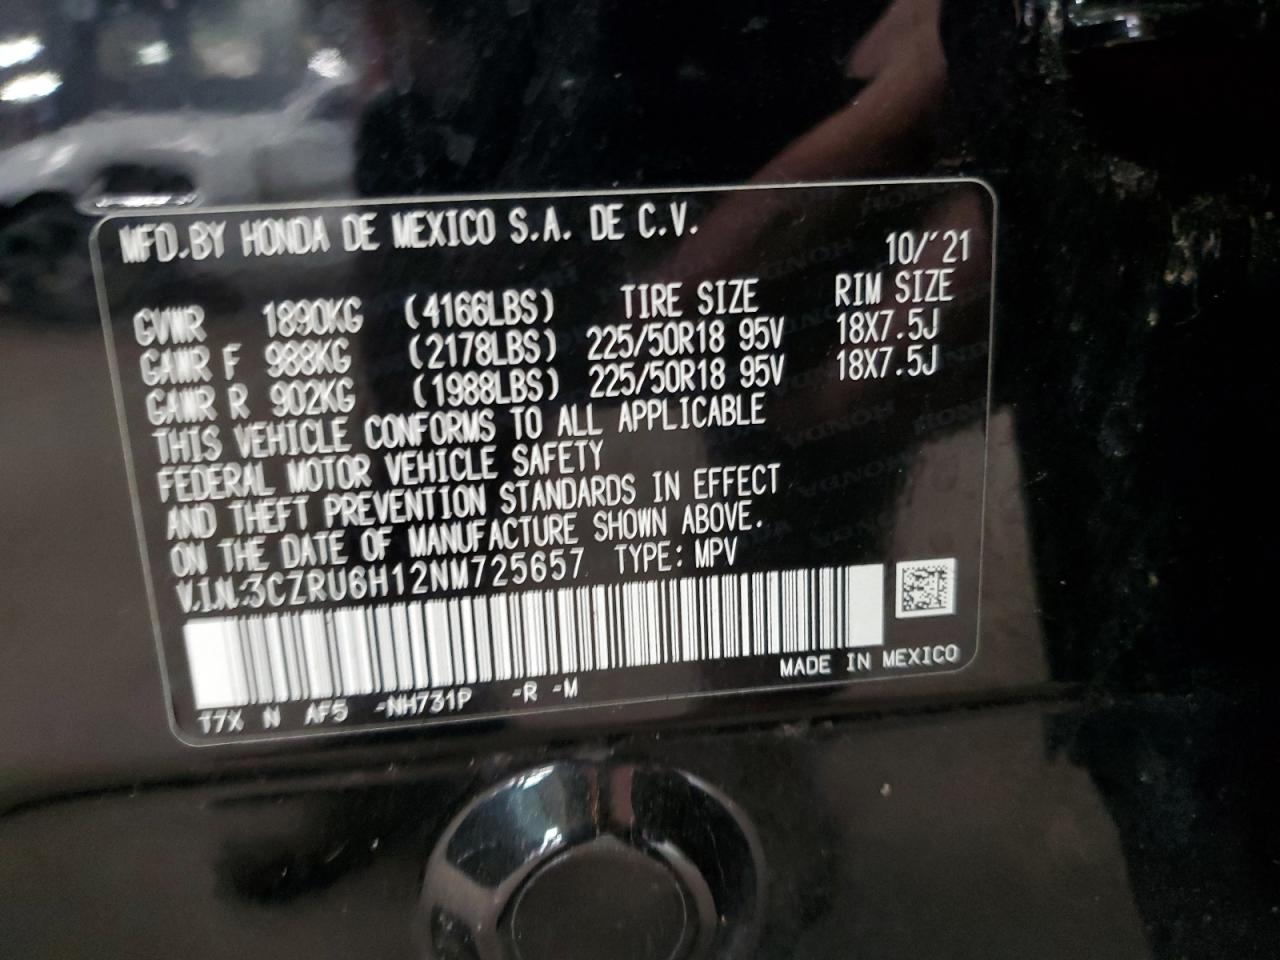 MFD.BY HONDA DE MEXICO S.A. DE C.V.
10/'21
GVWR 1890KG (4166LBS) TIRE SIZE RIM SIZE
GAWR F 988KG (2178LBS) 225/50R18 95V 18X7.5J
GAWR R 902KG (1988LBS) 225/50R18 95V 18X7.5J
THIS VEHICLE CONFORMS TO ALL APPLICABLE
FEDERAL MOTOR VEHICLE SAFETY
AND THEFT PREVENTION STANDARDS IN EFFECT
ON THE DATE OF MANUFACTURE SHOWN ABOVE.
V.I.N.:3CZRU6H12NM725657 TYPE: MPV
MADE IN MEXICO
T7X N AF5 -NH731P -R -M